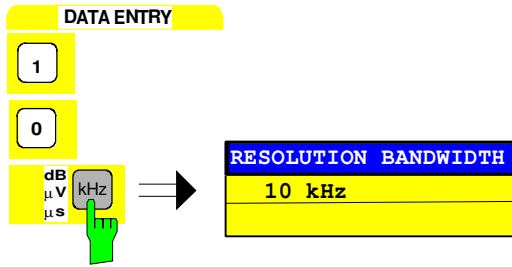 DATA ENTRY
1
0
dB
µV
µs
kHz
RESOLUTION BANDWIDTH
10 kHz